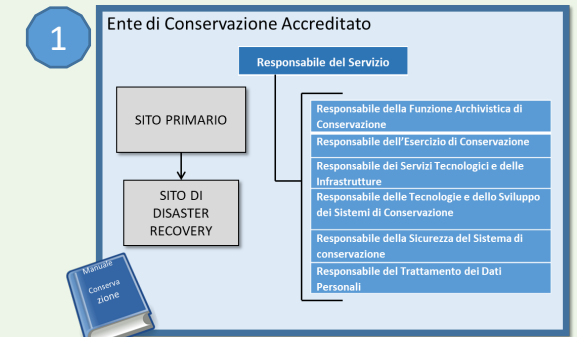 1
Ente di Conservazione Accreditato
Responsabile del Servizio
SITO PRIMARIO
SITO DI
DISASTER
RECOVERY
Responsabile della Funzione Archivistica di
Conservazione
Responsabile dell'Esercizio di Conservazione
Responsabile dei Servizi Tecnologici e delle
Infrastrutture
Responsabile delle Tecnologie e dello Sviluppo
dei Sistemi di Conservazione
Responsabile della Sicurezza del Sistema di
conservazione
Responsabile del Trattamento dei Dati
Personali
Manuale
Conserva
zione